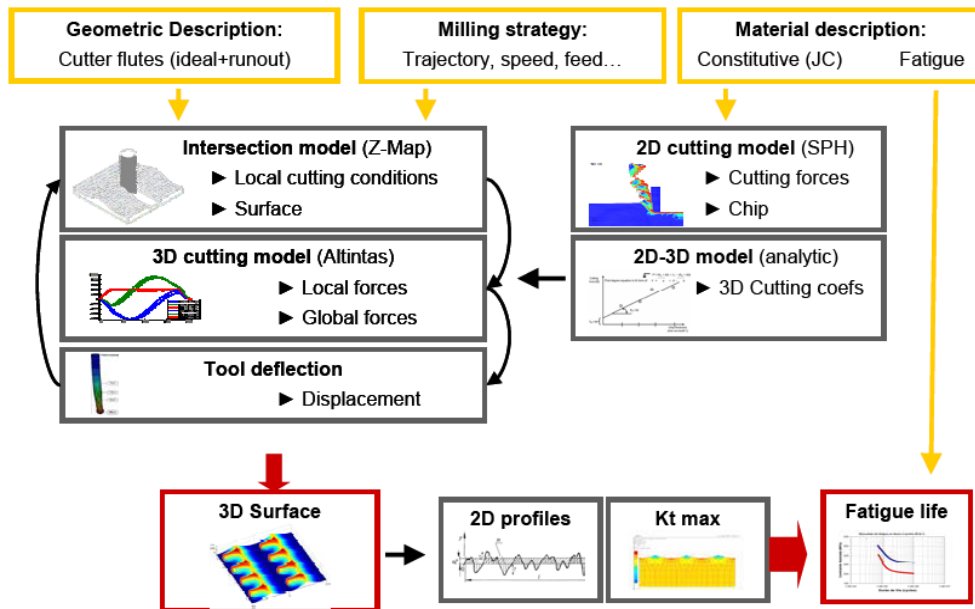 Geometric Description:
Cutter flutes (ideal+runout)
Milling strategy:
Trajectory, speed, feed…
Material description:
Constitutive (JC) Fatigue
Intersection model (Z-Map)
► Local cutting conditions
► Surface
2D cutting model (SPH)
► Cutting forces
► Chip
3D cutting model (Altintas)
► Local forces
► Global forces
2D-3D model (analytic)
► 3D Cutting coefs
Tool deflection
► Displacement
3D Surface
2D profiles
Kt max
Fatigue life